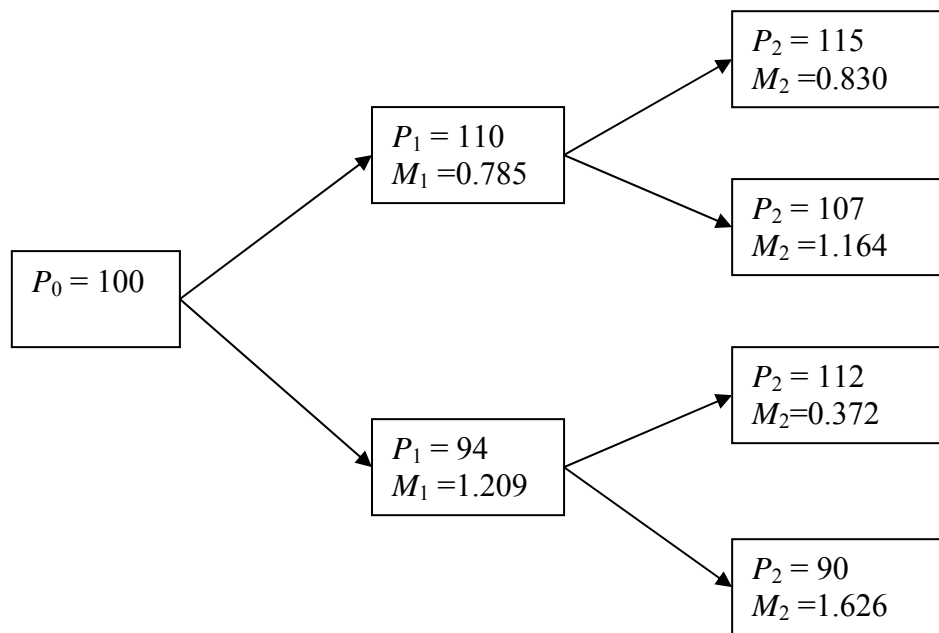 P₀ = 100
P₁ = 110
M₁ =0.785
P₁ = 94
M₁ =1.209
P₂ = 115
M₂ =0.830
P₂ = 107
M₂ =1.164
P₂ = 112
M₂=0.372
P₂ = 90
M₂ =1.626